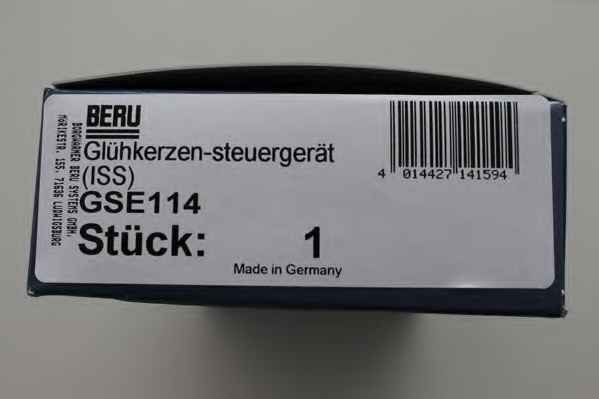 BERU
BORGWARNER BERU SYSTEMS GMBH,
MÖRIKESTR. 155, 71636 LUDWIGSBURG
Glühkerzen-steuergerät
(ISS)
GSE114
Stück: 1
Made in Germany
4 014427 141594